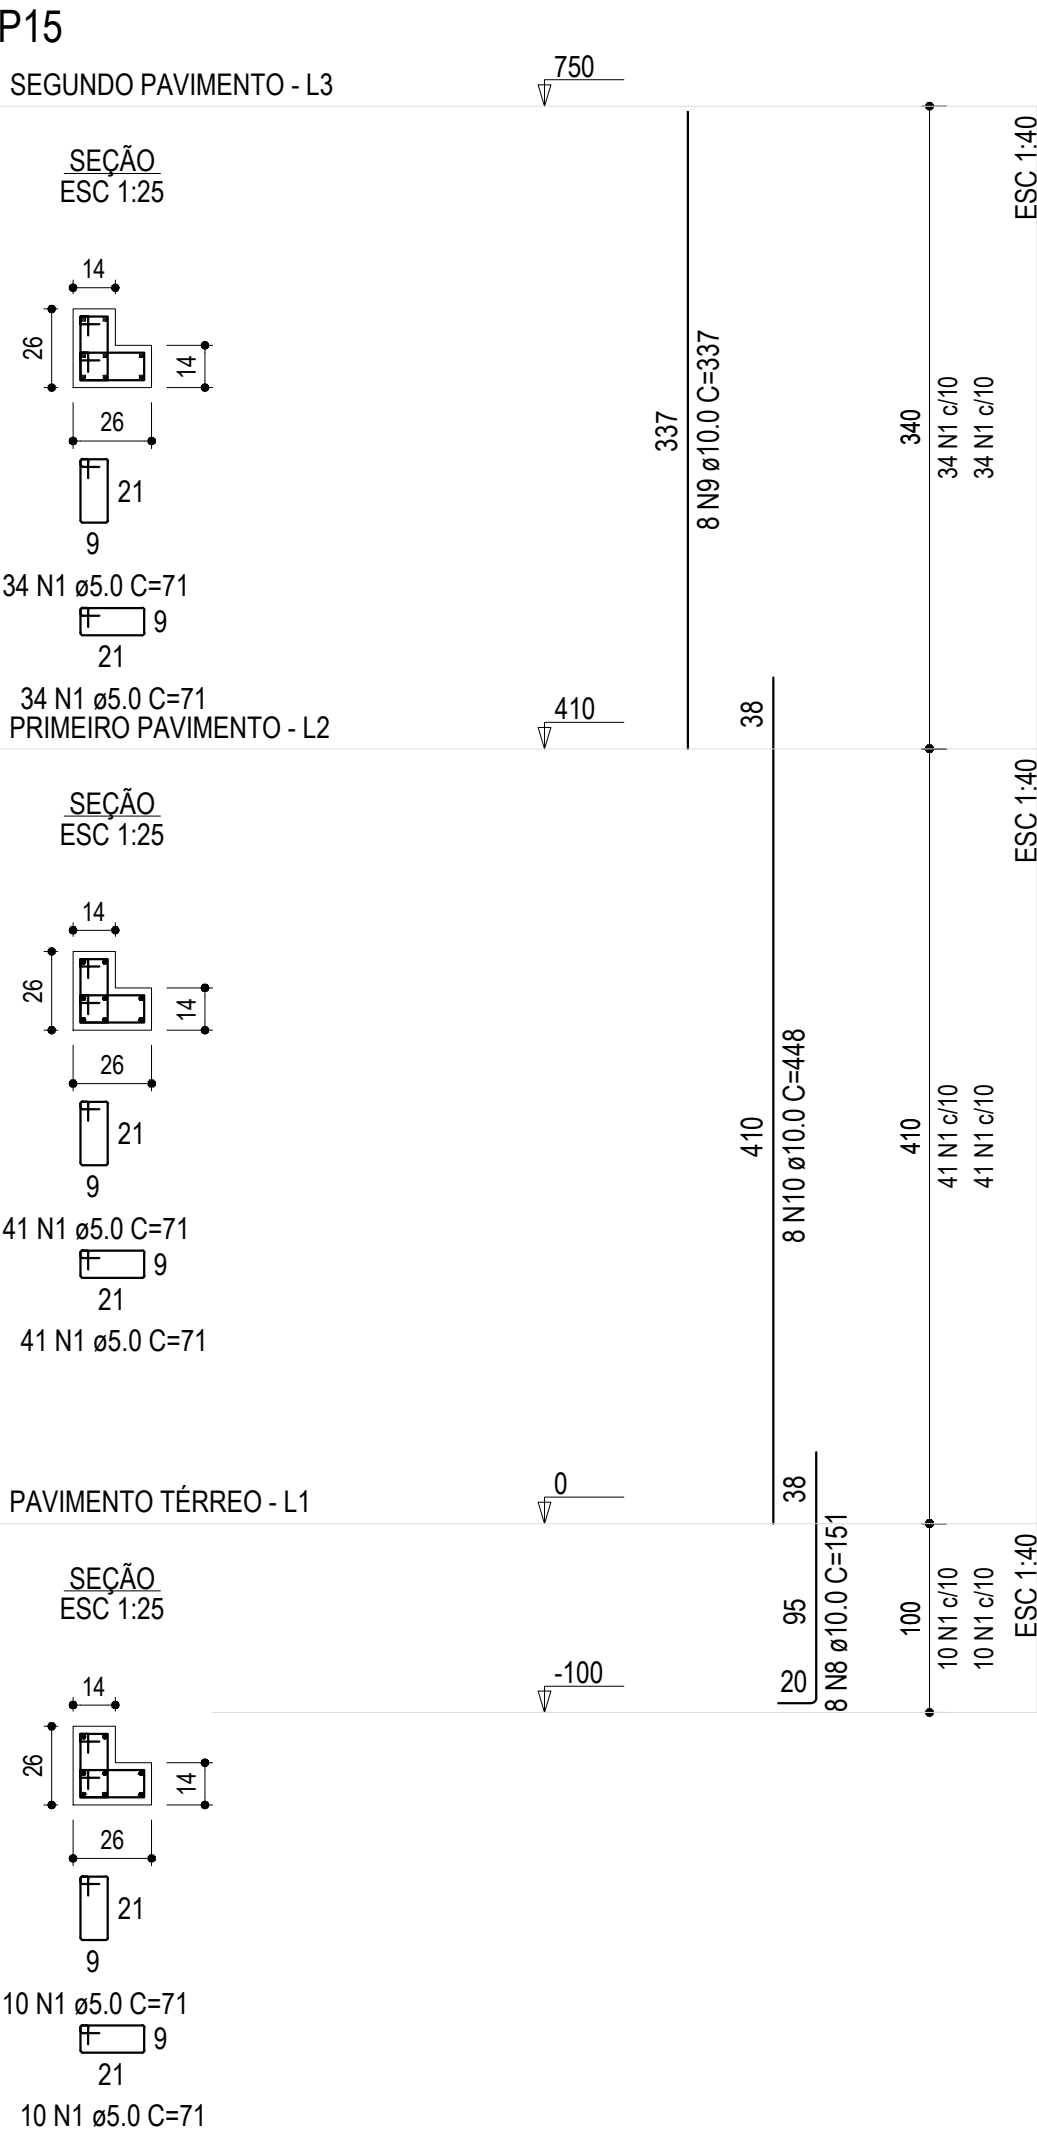 P15
SEGUNDO PAVIMENTO - L3
750
SEÇÃO
ESC 1:25
ESC 1:40
14
26
14
26
21
9
34 N1 ø5.0 C=71
9
21
34 N1 ø5.0 C=71
337
8 N9 ø10.0 C=337
340
34 N1 c/10
34 N1 c/10
PRIMEIRO PAVIMENTO - L2
410
38
SEÇÃO
ESC 1:25
ESC 1:40
14
26
14
26
21
9
41 N1 ø5.0 C=71
9
21
41 N1 ø5.0 C=71
410
8 N10 ø10.0 C=448
410
41 N1 c/10
41 N1 c/10
PAVIMENTO TÉRREO - L1
0
38
SEÇÃO
ESC 1:25
95
20
8 N8 ø10.0 C=151
100
10 N1 c/10
10 N1 c/10
ESC 1:40
-100
14
26
14
26
21
9
10 N1 ø5.0 C=71
9
21
10 N1 ø5.0 C=71